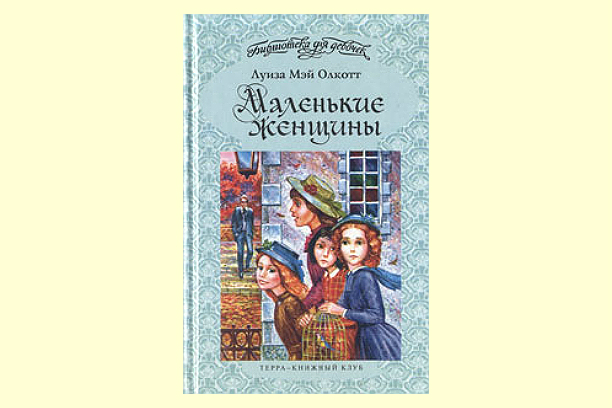 Библиотека для девочек
Луиза Мэй Олкотт
Маленькие
женщины
ТЕРРА–КНИЖНЫЙ КЛУБ